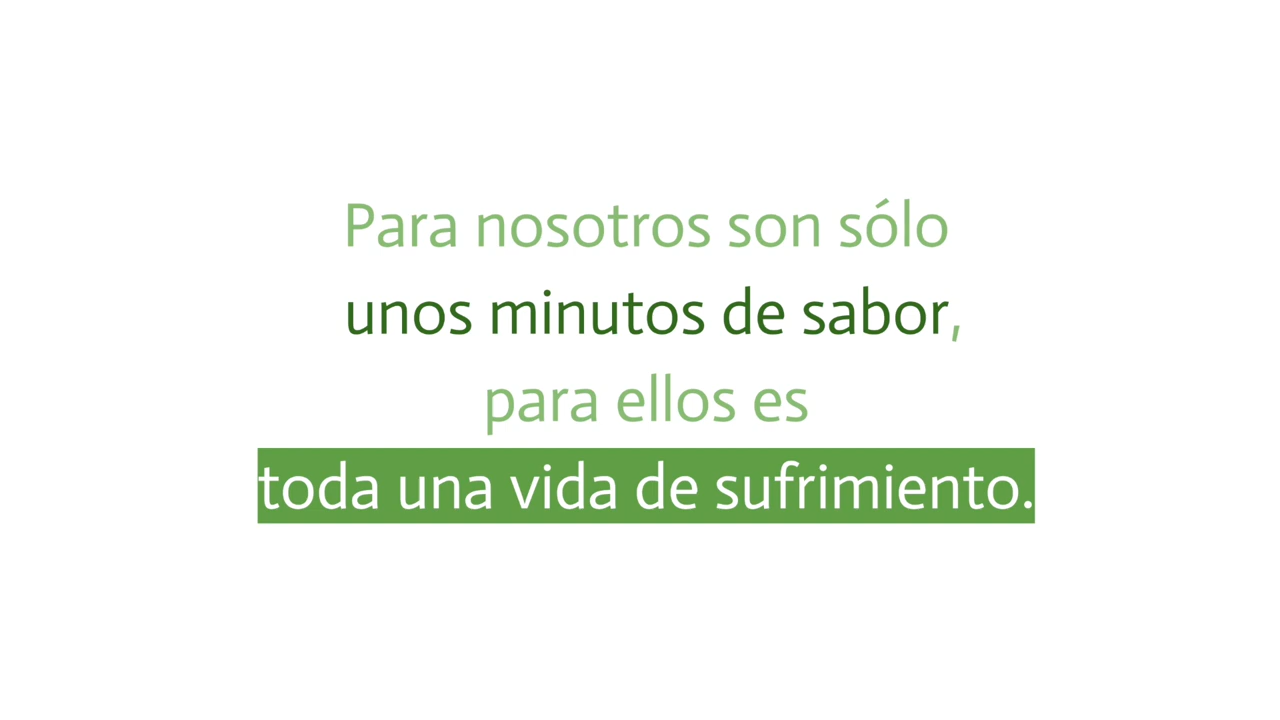 Para nosotros son sólo
unos minutos de sabor,
para ellos es
toda una vida de sufrimiento.